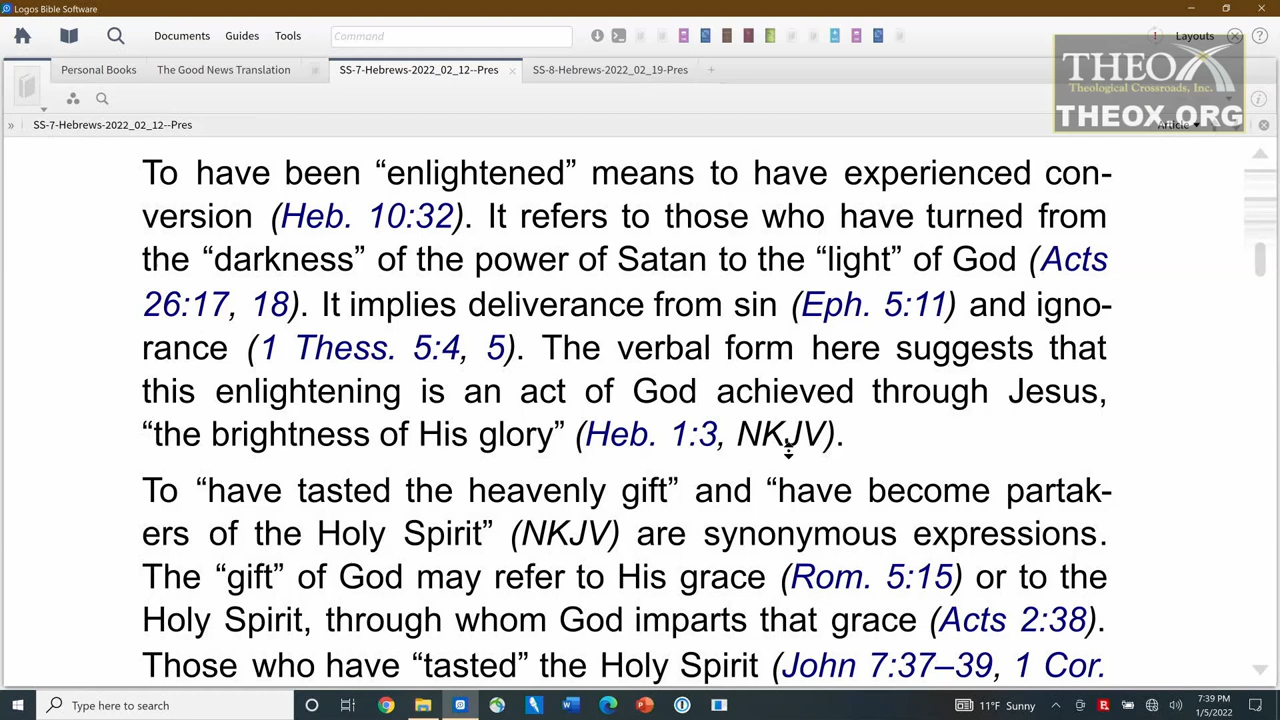 Logos Bible Software
Documents Guides Tools Command Layouts
Personal Books The Good News Translation SS-7-Hebrews-2022_02_12--Pres SS-8-Hebrews-2022_02_19-Pres
THEOX
Theological Crossroads, Inc.
THEOX.ORG
SS-7-Hebrews-2022_02_12--Pres Article
To have been “enlightened” means to have experienced con-
version (Heb. 10:32). It refers to those who have turned from
the “darkness” of the power of Satan to the “light” of God (Acts
26:17, 18). It implies deliverance from sin (Eph. 5:11) and igno-
rance (1 Thess. 5:4, 5). The verbal form here suggests that
this enlightening is an act of God achieved through Jesus,
“the brightness of His glory” (Heb. 1:3, NKJV).
To “have tasted the heavenly gift” and “have become partak-
ers of the Holy Spirit” (NKJV) are synonymous expressions.
The “gift” of God may refer to His grace (Rom. 5:15) or to the
Holy Spirit, through whom God imparts that grace (Acts 2:38).
Those who have “tasted” the Holy Spirit (John 7:37–39, 1 Cor.
Type here to search 11°F Sunny 7:39 PM
1/5/2022